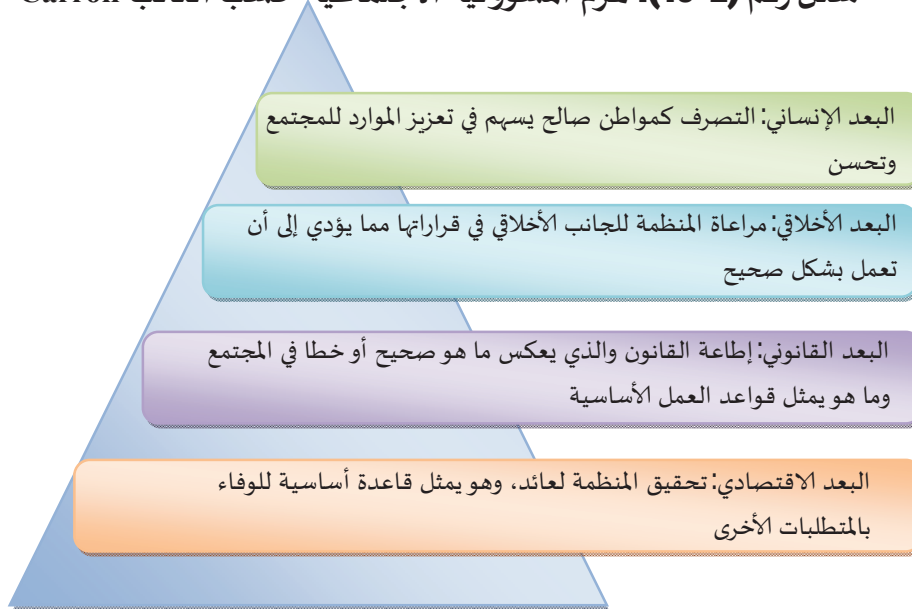 البعد الإنساني: التصرف كمواطن صالح يسهم في تعزيز الموارد للمجتمع
وتحسن
البعد الأخلاقي: مراعاة المنظمة للجانب الأخلاقي في قراراتها مما يؤدي إلى أن
تعمل بشكل صحيح
البعد القانوني: إطاعة القانون والذي يعكس ما هو صحيح أو خطا في المجتمع
وما هو يمثل قواعد العمل الأساسية
البعد الاقتصادي: تحقيق المنظمة لعائد، وهو يمثل قاعدة أساسية للوفاء
بالمتطلبات الأخرى